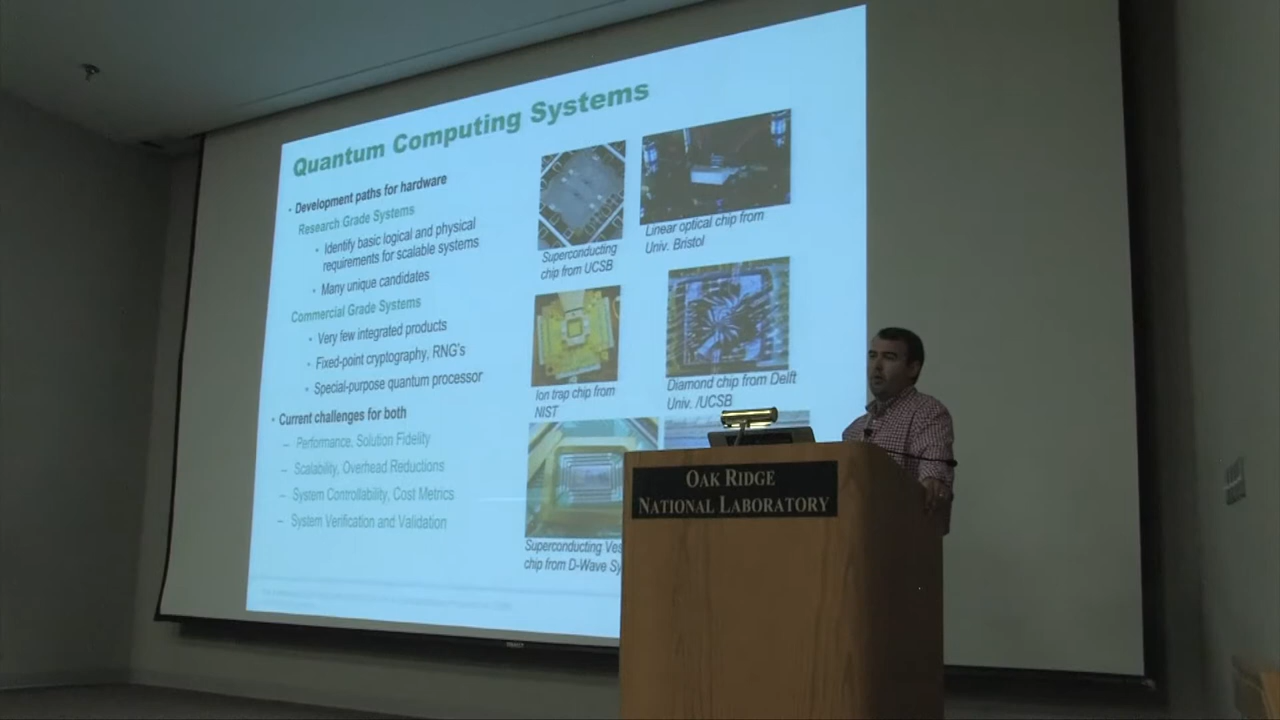 Quantum Computing Systems
• Development paths for hardware
Research Grade Systems
• Identify basic logical and physical
requirements for scalable systems
• Many unique candidates
Commercial Grade Systems
• Very few integrated products
• Fixed-point cryptography, RNG's
• Special-purpose quantum processor
• Current challenges for both
– Performance, Solution Fidelity
– Scalability, Overhead Reductions
– System Controllability, Cost Metrics
– System Verification and Validation
Superconducting
chip from UCSB
Linear optical chip from
Univ. Bristol
Ion trap chip from
NIST
Diamond chip from Delft
Univ. /UCSB
Superconducting Ves
chip from D-Wave Sy
OAK RIDGE
NATIONAL LABORATORY